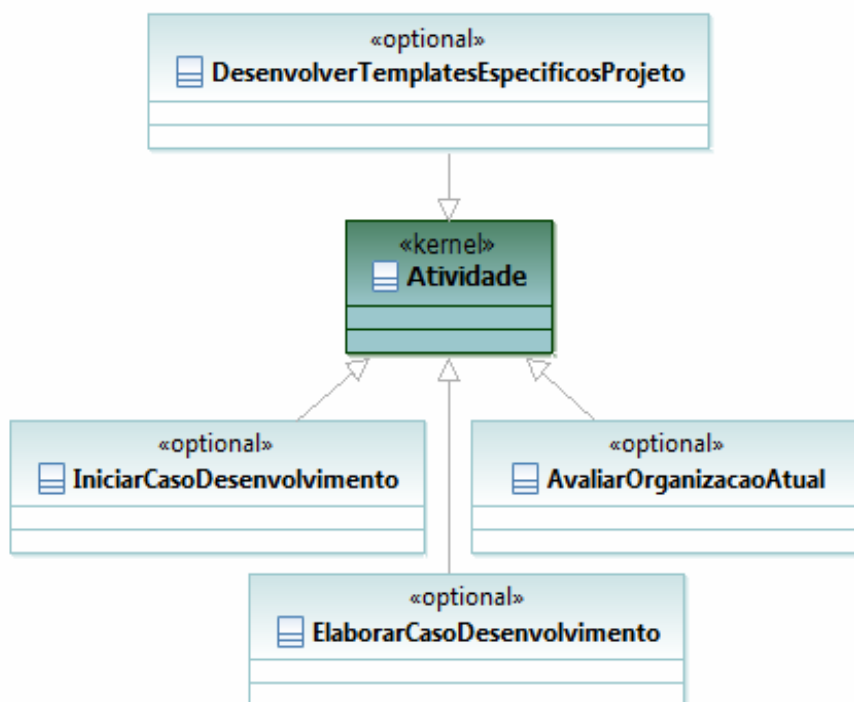 «optional»
DesenvolverTemplatesEspecificosProjeto
«kernel»
Atividade
«optional»
IniciarCasoDesenvolvimento
«optional»
AvaliarOrganizacaoAtual
«optional»
ElaborarCasoDesenvolvimento